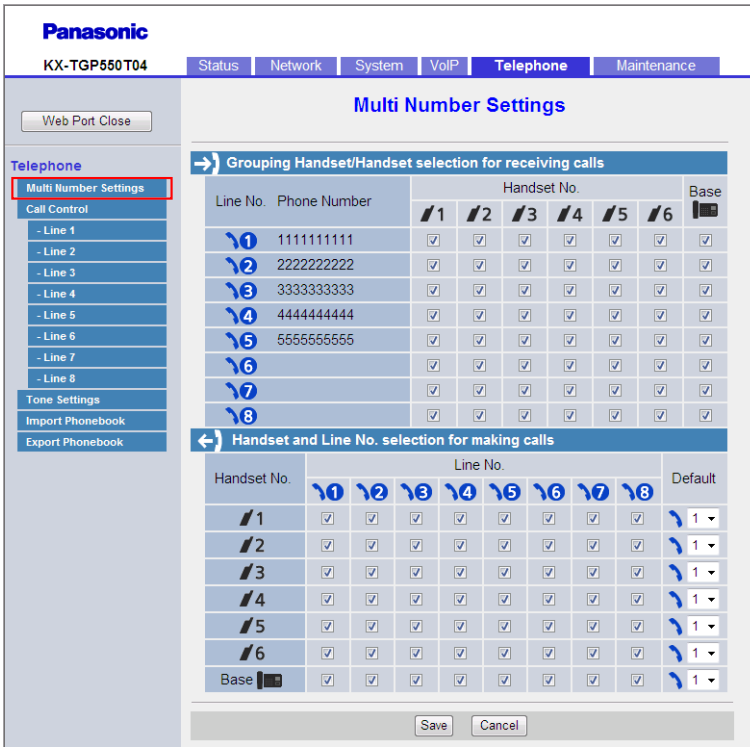 Panasonic
KX-TGP550T04
Status Network System VoIP Telephone Maintenance
Web Port Close
Telephone
Multi Number Settings
Call Control
- Line 1
- Line 2
- Line 3
- Line 4
- Line 5
- Line 6
- Line 7
- Line 8
Tone Settings
Import Phonebook
Export Phonebook
Multi Number Settings
Grouping Handset/Handset selection for receiving calls
Line No. Phone Number Handset No. Base
1 2 3 4 5 6
1 1111111111
2 2222222222
3 3333333333
4 4444444444
5 5555555555
6
7
8
Handset and Line No. selection for making calls
Handset No. Line No. Default
1 2 3 4 5 6 7 8
1 1
2 1
3 1
4 1
5 1
6 1
Base 1
Save Cancel